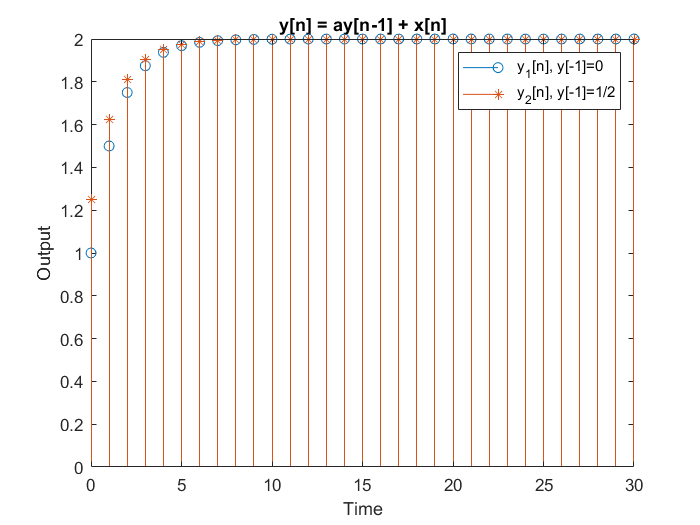 y[n] = ay[n-1] + x[n]
2
1.8
1.6
1.4
1.2
1
0.8
0.6
0.4
0.2
0
Output
y1[n], y[-1]=0
y2[n], y[-1]=1/2
0 5 10 15 20 25 30
Time